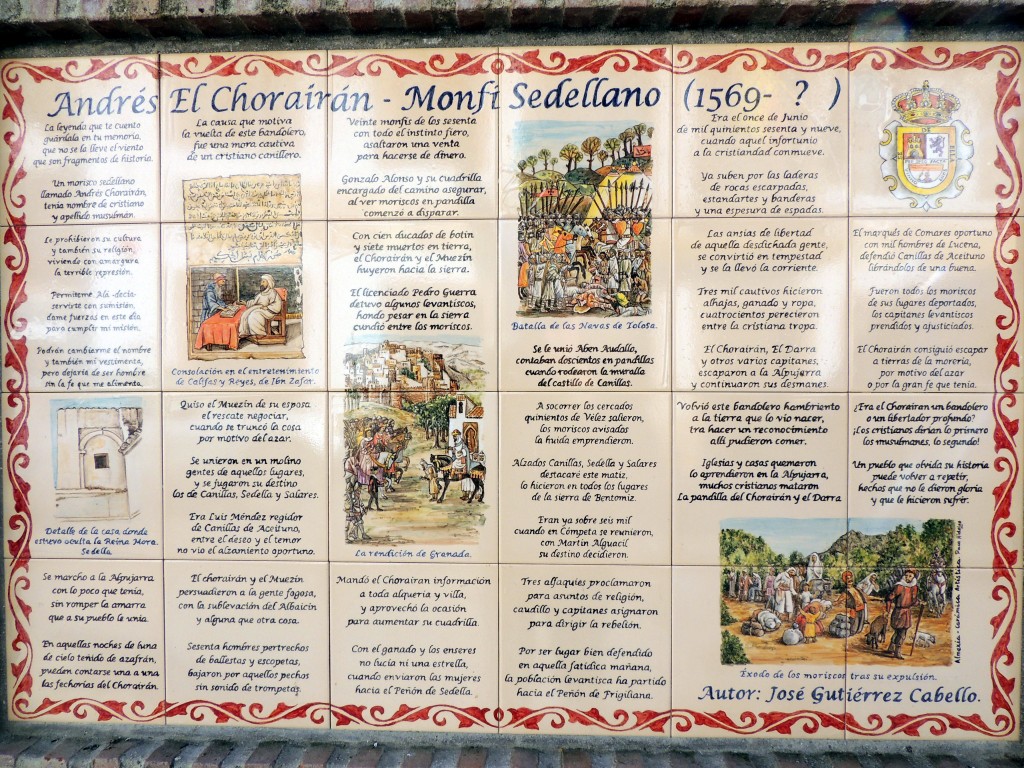 Andrés El Chorairán - Monfi Sedellano (1569- ? )
La leyenda que te cuento
guárdala en tu memoria,
que no se la lleve el viento
que son fragmentos de historia.
Un morisco sedellano
llamado Andrés Chorairán,
tenía nombre de cristiano
y apellido musulmán.
Le prohibieron su cultura
y también su religión,
viviendo con amargura
la terrible represión.
Permíteme Alá -decía-
servirte con sumisión,
dame fuerzas en este día
para cumplir mi misión.
Podrán cambiarme el nombre
y también mi vestimenta,
pero dejaría de ser hombre
sin la fe que me alimenta.
Detalle de la casa donde
estuvo oculta la Reina Mora.
Sedella
Se marcho a la Alpujarra
con lo poco que tenía,
sin romper la amarra
que a su pueblo le unía.
En aquellas noches de luna
de cielo teñido de azafrán,
pueden contarse una a una
las fechorías del Chorairán.
La causa que motiva
la vuelta de este bandolero,
fue una mora cautiva
de un cristiano canillero.
Consolación en el entretenimiento
de Califas y Reyes, de Ibn Zafar.
Quiso el Muezín de su esposa
el rescate negociar,
cuando se truncó la cosa
por motivo del azar.
Se unieron en un molino
gentes de aquellos lugares,
y se jugaron su destino
los de Canillas, Sedella y Salares.
Era Luis Méndez regidor
de Canillas de Aceituno,
entre el deseo y el temor
no vio el alzamiento oportuno.
El chorairán y el Muezín
persuadieron a la gente fogosa,
con la sublevación del Albaicín
y alguna que otra cosa.
Sesenta hombres pertrechos
de ballestas y escopetas,
bajaron por aquellos pechos
sin sonido de trompetas.
Veinte monfis de los sesenta
con todo el instinto fiero,
asaltaron una venta
para hacerse de dinero.
Gonzalo Alonso y su cuadrilla
encargado del camino asegurar,
al ver moriscos en pandilla
comenzó a disparar.
Con cien ducados de botín
y siete muertos en tierra,
el Chorairán y el Muezín
huyeron hacia la sierra.
El licenciado Pedro Guerra
detuvo algunos levantiscos,
hondo pesar en la sierra
cundió entre los moriscos.
La rendición de Granada.
Mandó el Chorairan información
a toda alquería y villa,
y aprovechó la ocasión
para aumentar su cuadrilla.
Con el ganado y los enseres
no lucía ni una estrella,
cuando enviaron las mujeres
hacia el Peñón de Sedella.
Batalla de las Navas de Tolosa.
Se le unió Aben Audallo,
contaban doscientos en pandillas
cuando rodearon la muralla
del castillo de Canillas.
A socorrer los cercados
quinientos de Vélez salieron,
los moriscos avisados
la huida emprendieron.
Alzados Canillas, Sedella y Salares
destacaré este matiz,
lo hicieron en todos los lugares
de la sierra de Bentomiz.
Eran ya sobre seis mil
cuando en Cómpeta se reunieron,
con Martín Alguacil
su destino decidieron.
Tres alfaquíes proclamaron
para asuntos de religión,
caudillo y capitanes asignaron
para dirigir la rebelión.
Por ser lugar bien defendido
en aquella fatídica mañana,
la población levantisca ha partido
hacia el Peñón de Frigiliana.
Era el once de Junio
de mil quinientos sesenta y nueve,
cuando aquel infortunio
a la cristiandad conmueve.
Ya suben por las laderas
de rocas escarpadas,
estandartes y banderas
y una espesura de espadas.
Las ansias de libertad
de aquella desdichada gente,
se convirtió en tempestad
y se la llevó la corriente.
Tres mil cautivos hicieron
alhajas, ganado y ropa,
cuatrocientos perecieron
entre la cristiana tropa.
El Chorairán, El Darra
y otros varios capitanes,
escaparon a la Alpujarra
y continuaron sus desmanes.
Volvió este bandolero hambriento
a la tierra que lo vio nacer,
tra hacer un reconocimiento
allí pudieron comer.
Iglesias y casas quemaron
lo aprendieron en la Alpujarra,
muchos cristianos mataron
La pandilla del Chorairán y el Darra
El marqués de Comares oportuno
con mil hombres de Lucena,
defendió Canillas de Aceituno
librándolos de una buena.
Fueron todos los moriscos
de sus lugares deportados,
los capitanes levantiscos
prendidos y ajusticiados.
El Chorairán consiguió escapar
a tierras de la morería,
por motivo del azar
o por la gran fe que tenía.
¿Era el Chorairan un bandolero
o un libertador profundo?
¡Los cristianos dirían lo primero
los musulmanes, lo segundo!
Un pueblo que olvida su historia
puede volver a repetir,
hechos que no le dieron gloria
y que le hicieron sufrir.
Éxodo de los moriscos tras su expulsión.
Autor: José Gutiérrez Cabello.